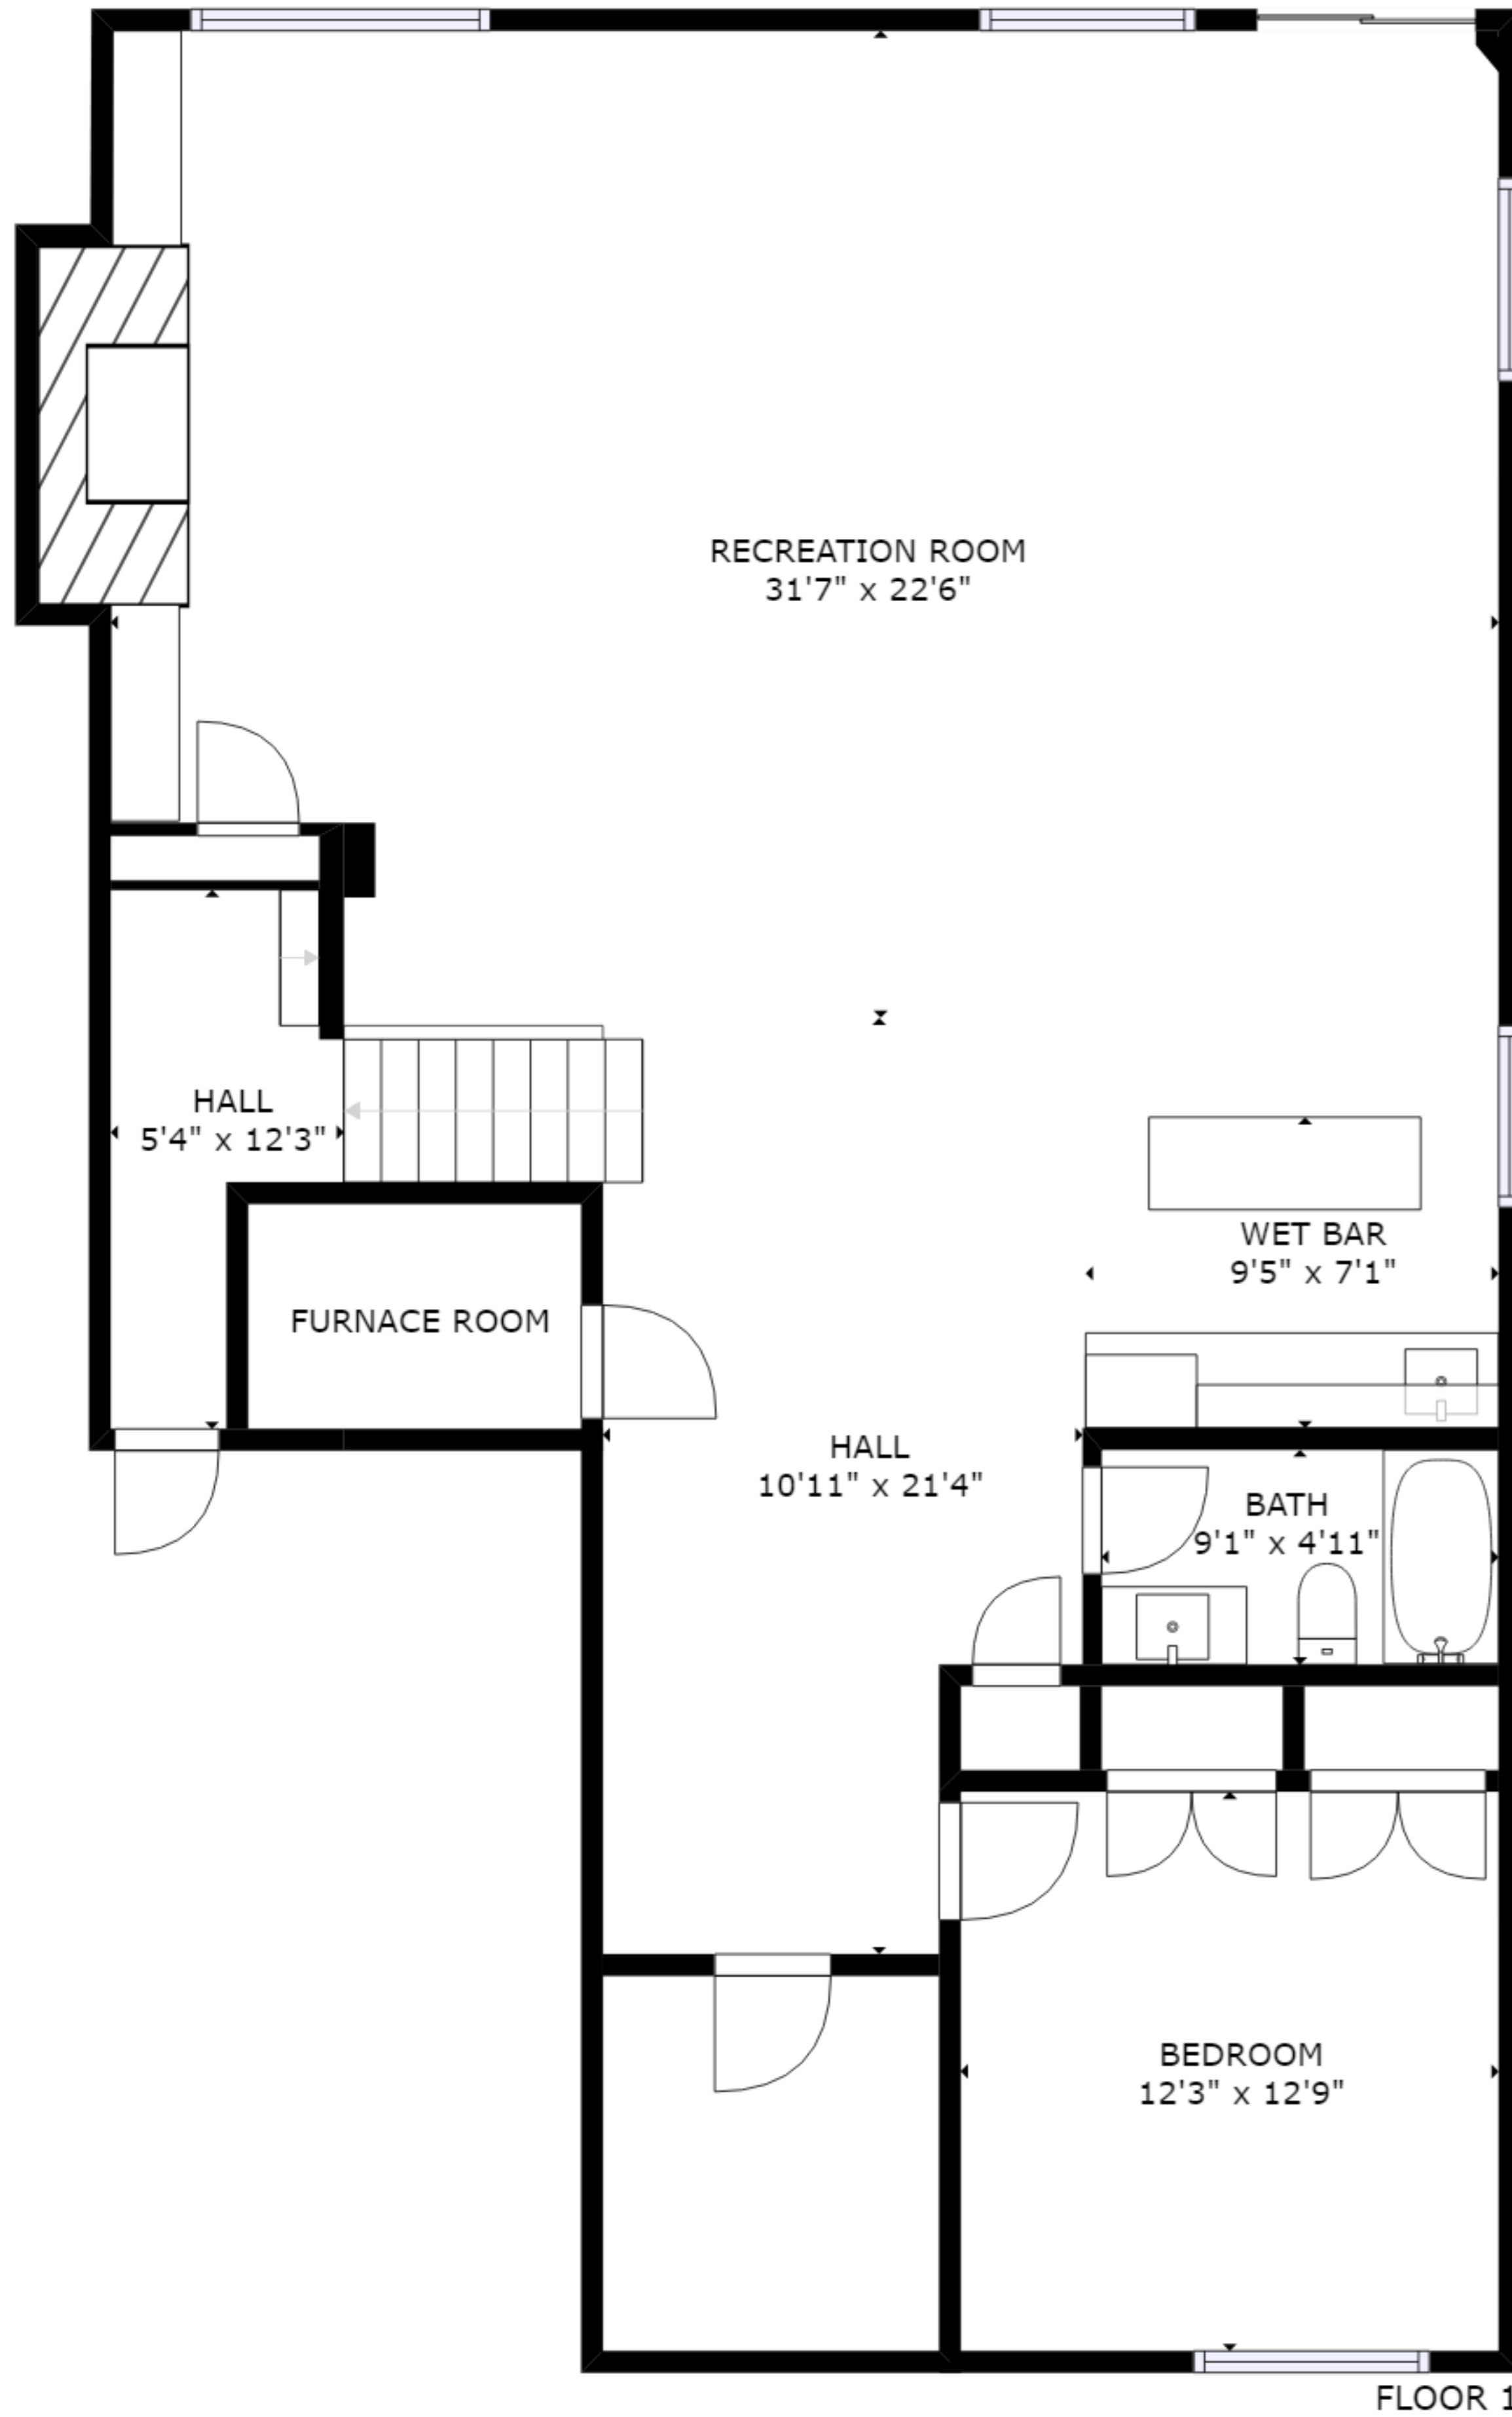 RECREATION ROOM
31'7" x 22'6"
HALL
5'4" x 12'3"
WET BAR
9'5" x 7'1"
FURNACE ROOM
HALL
10'11" x 21'4"
BATH
9'1" x 4'11"
BEDROOM
12'3" x 12'9"
FLOOR 1